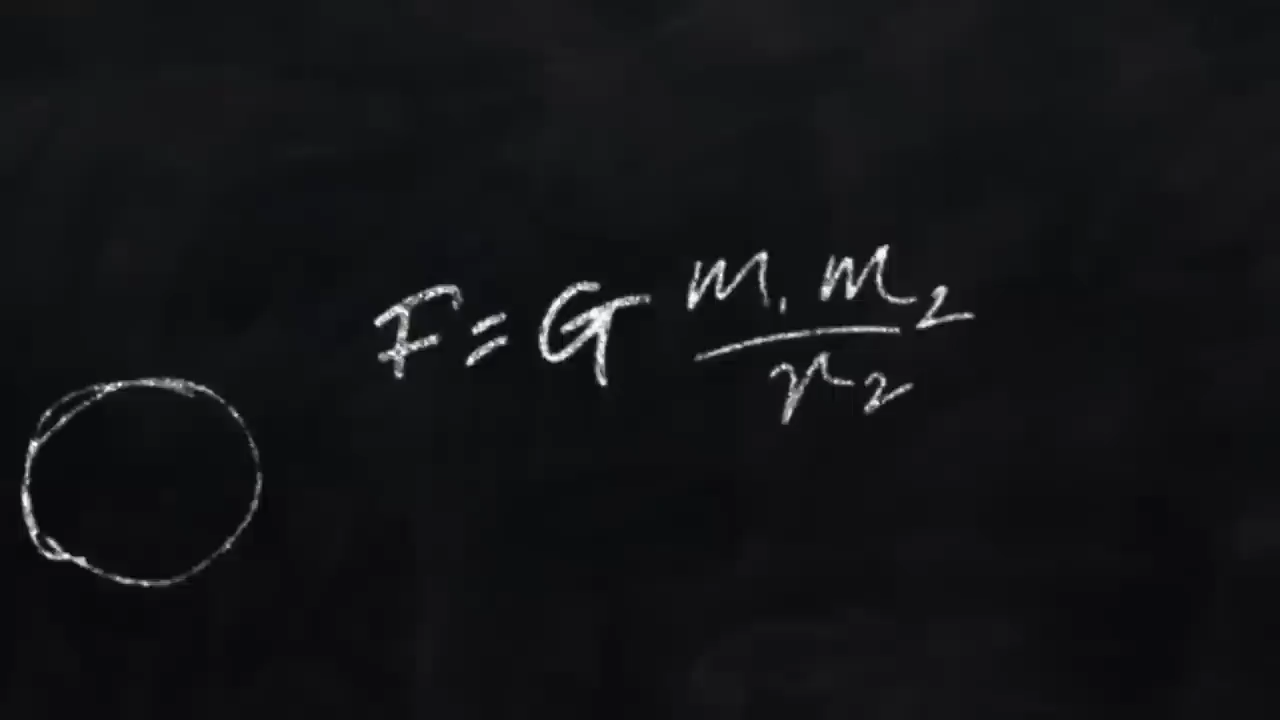 F = G m₁ m₂ / r₂